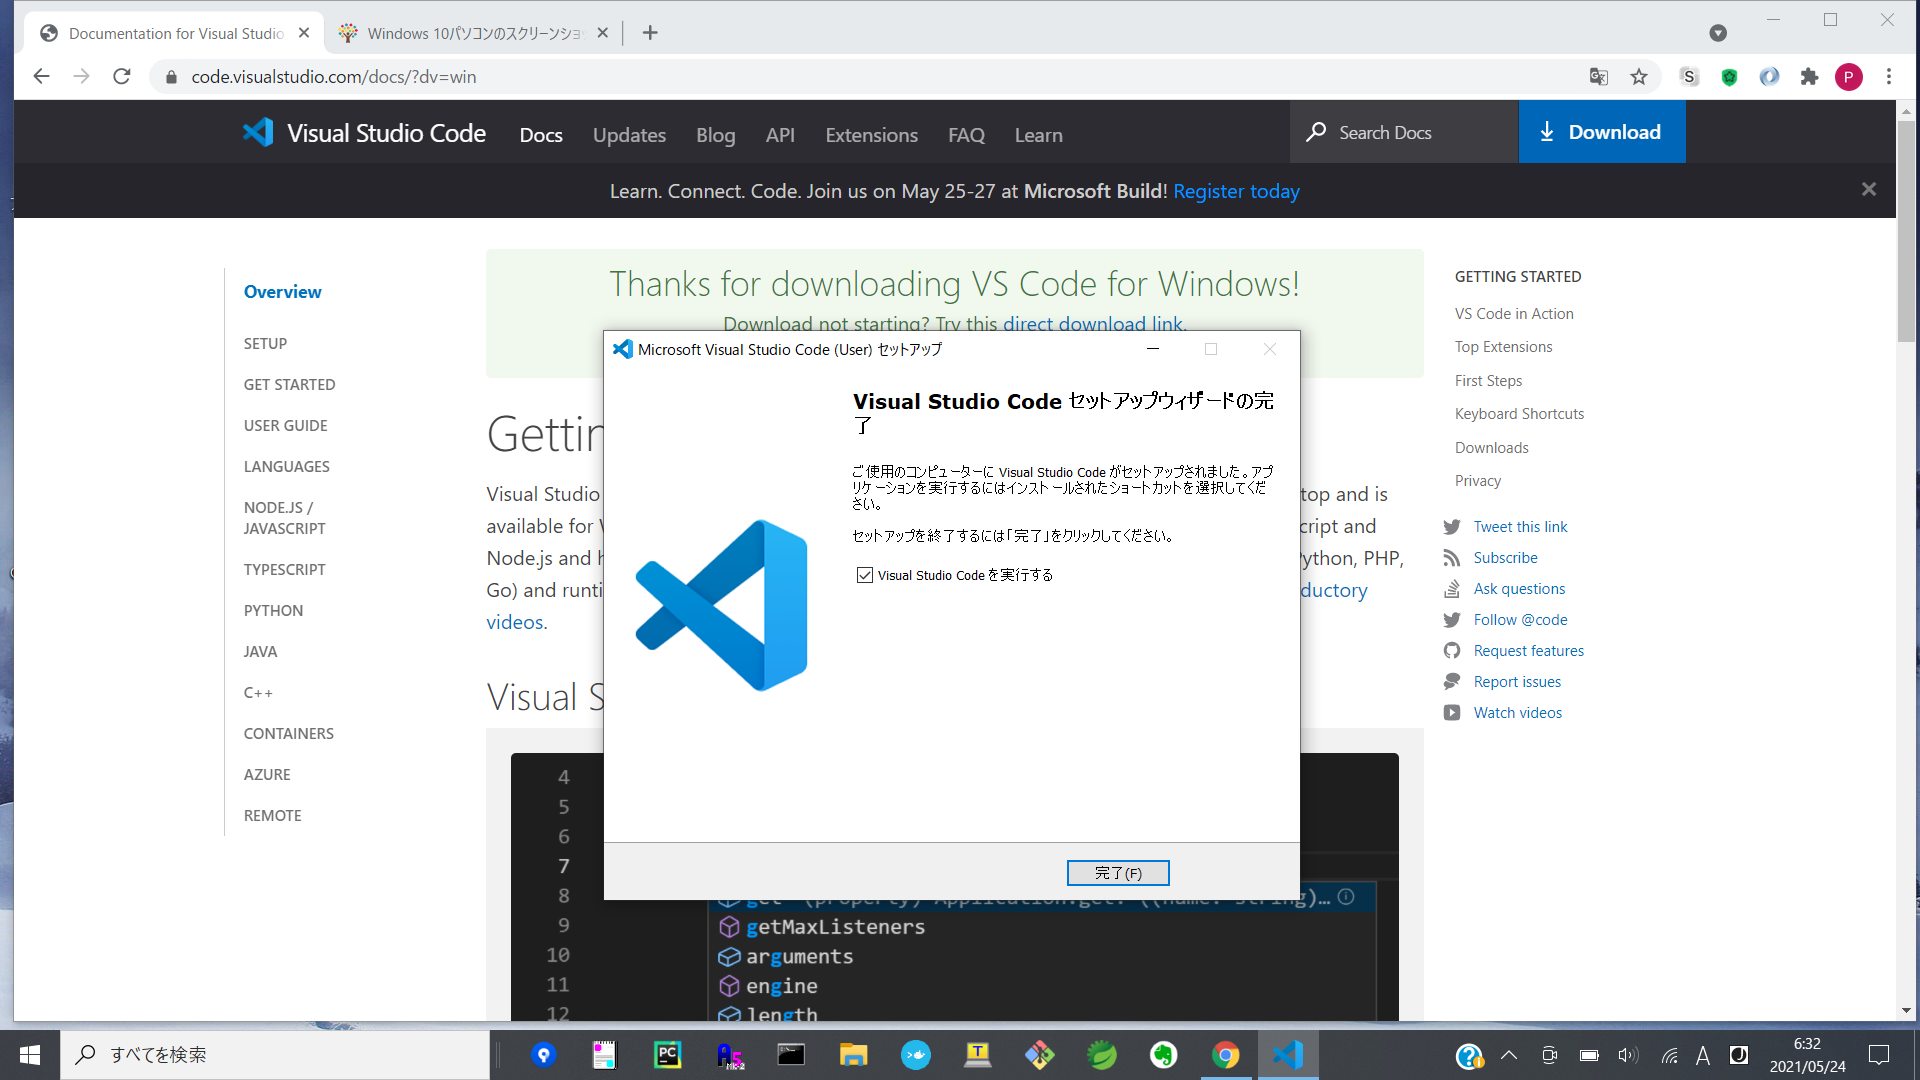 Documentation for Visual Studio
Windows 10パソコンのスクリーンショ
code.visualstudio.com/docs/?dv=win
S
P
Visual Studio Code
Docs
Updates
Blog
API
Extensions
FAQ
Learn
Search Docs
Download
Learn. Connect. Code. Join us on May 25-27 at Microsoft Build! Register today
Overview
SETUP
GET STARTED
USER GUIDE
LANGUAGES
NODE.JS /
JAVASCRIPT
TYPESCRIPT
PYTHON
JAVA
C++
CONTAINERS
AZURE
REMOTE
Thanks for downloading VS Code for Windows!
Download not starting? Try this direct download link.
Visual Studio
top and is
available for
cript and
Node.js and
Python, PHP,
Go) and
ductory
videos.
Visual S
Microsoft Visual Studio Code (User) セットアップ
Visual Studio Code セットアップウィザードの完
了
ご使用のコンピューターに Visual Studio Code がセットアップされました。アプ
リケーションを実行するにはインストールされたショートカットを選択してくだ
さい。
セットアップを終了するには「完了」をクリックしてください。
Visual Studio Code を実行する
完了(F)
4
5
6
7
8
9
10
11
12
get (property) Application.get: ((name: string)…
getMaxListeners
arguments
engine
length
GETTING STARTED
VS Code in Action
Top Extensions
First Steps
Keyboard Shortcuts
Downloads
Privacy
Tweet this link
Subscribe
Ask questions
Follow @code
Request features
Report issues
Watch videos
すべてを検索
PC
A5
MK-2
T
A
J
6:32
2021/05/24